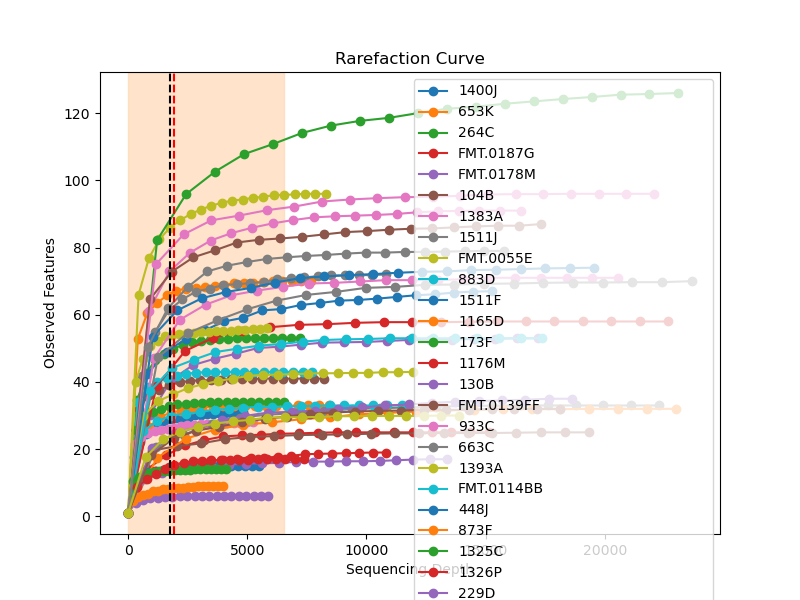 Rarefaction Curve
Observed Features
120
100
80
60
40
20
0
1400J
653K
264C
FMT.0187G
FMT.0178M
104B
1383A
1511J
FMT.0055E
883D
1511F
1165D
173F
1176M
130B
FMT.0139FF
933C
663C
1393A
FMT.0114BB
448J
873F
1325C
1326P
229D
0
5000
10000
15000
20000
Sequencing Depth